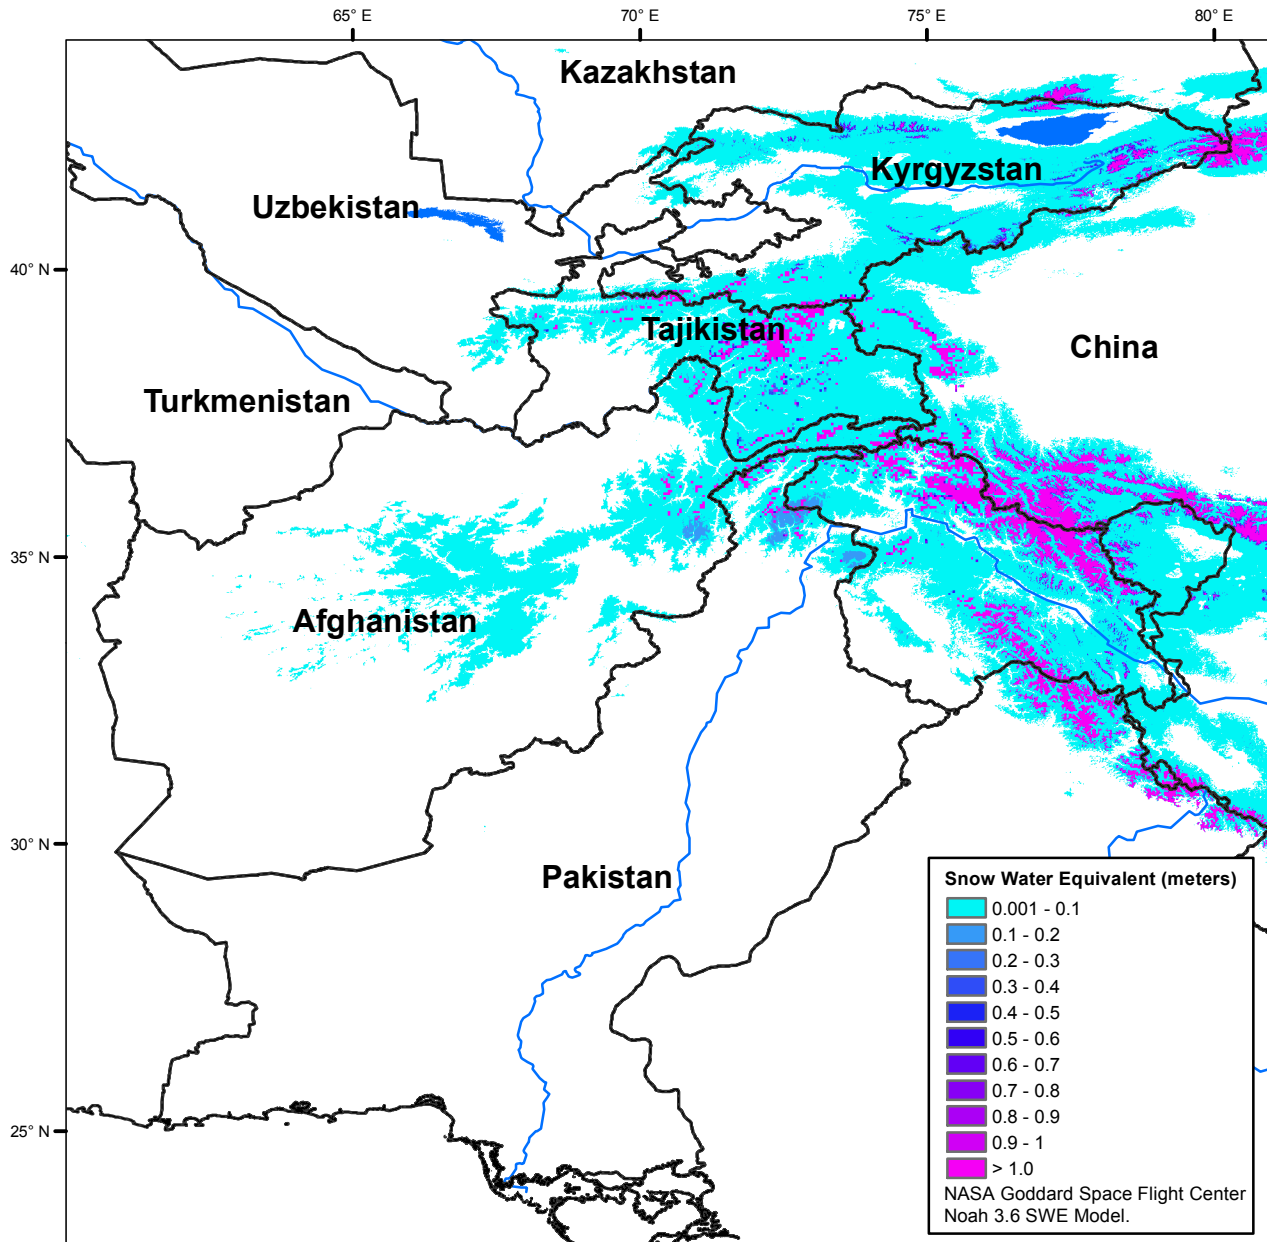 65° E
70° E
75° E
80° E
Kazakhstan
Kyrgyzstan
Uzbekistan
40° N
Tajikistan
China
Turkmenistan
35° N
Afghanistan
30° N
Pakistan
25° N
Snow Water Equivalent (meters)
0.001 - 0.1
0.1 - 0.2
0.2 - 0.3
0.3 - 0.4
0.4 - 0.5
0.5 - 0.6
0.6 - 0.7
0.7 - 0.8
0.8 - 0.9
0.9 - 1
> 1.0
NASA Goddard Space Flight Center
Noah 3.6 SWE Model.